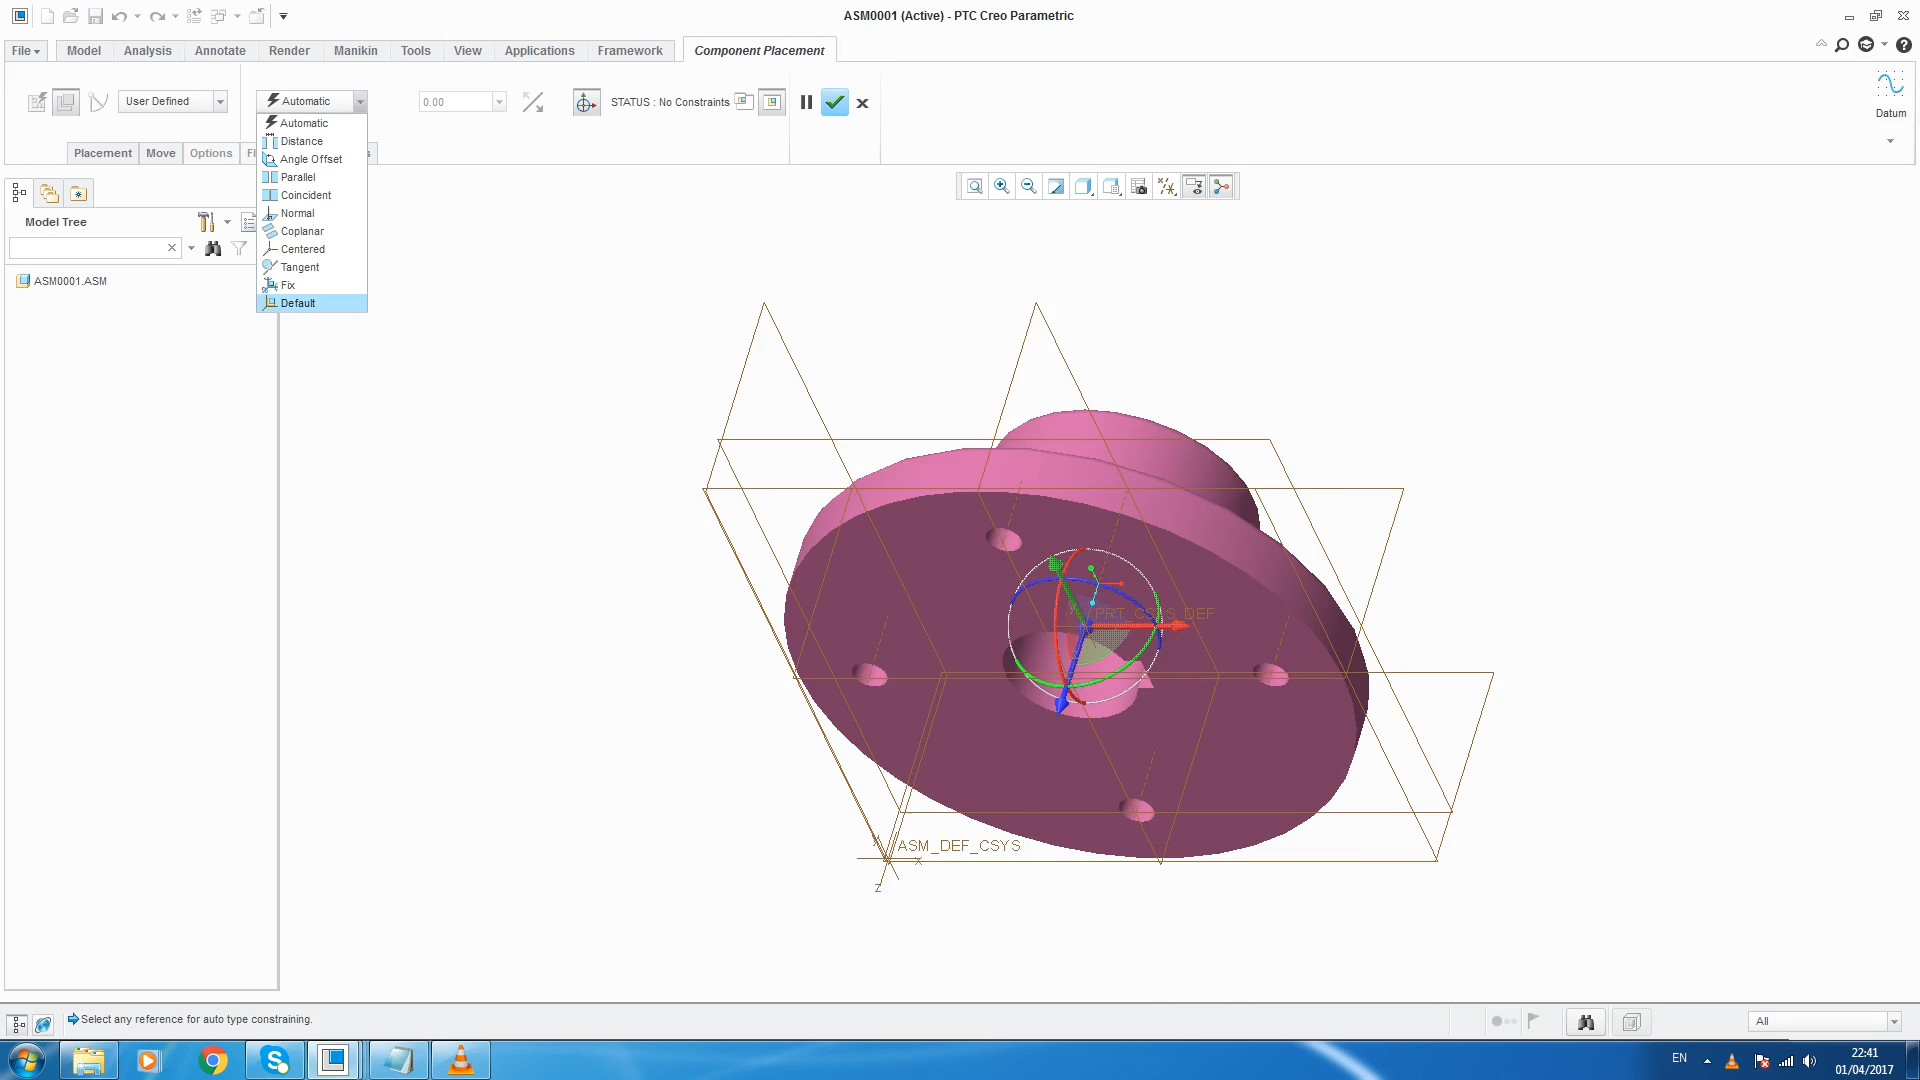 ASM0001 (Active) - PTC Creo Parametric
File Model Analysis Annotate Render Manikin Tools View Applications Framework Component Placement
User Defined Automatic 0.00 STATUS : No Constraints
Datum
Automatic
Distance
Angle Offset
Parallel
Coincident
Normal
Coplanar
Centered
Tangent
Fix
Default
Placement Move Options
Model Tree
ASM0001.ASM
PRT_CSYS_DEF
ASM_DEF_CSYS
X
Z
Select any reference for auto type constraining.
All
EN
22:41
01/04/2017